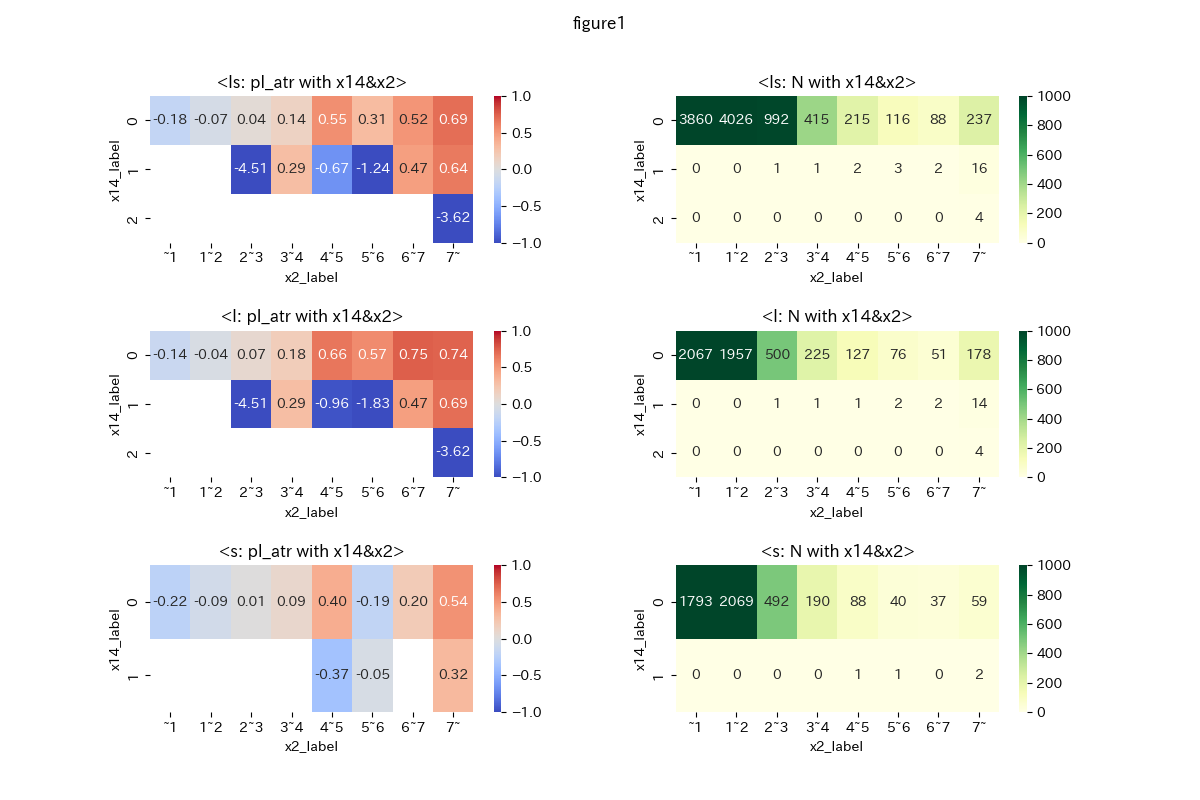 figure1
<ls: pl_atr with x14&x2>
x14_label
0 -0.18 -0.07 0.04 0.14 0.55 0.31 0.52 0.69
1 -4.51 0.29 -0.67 -1.24 0.47 0.64
2 -3.62
~1 1~2 2~3 3~4 4~5 5~6 6~7 7~
x2_label
1.0
0.5
0.0
−0.5
−1.0
<ls: N with x14&x2>
x14_label
0 3860 4026 992 415 215 116 88 237
1 0 0 1 1 2 3 2 16
2 0 0 0 0 0 0 0 4
~1 1~2 2~3 3~4 4~5 5~6 6~7 7~
x2_label
1000
800
600
400
200
0
<l: pl_atr with x14&x2>
x14_label
0 -0.14 -0.04 0.07 0.18 0.66 0.57 0.75 0.74
1 -4.51 0.29 -0.96 -1.83 0.47 0.69
2 -3.62
~1 1~2 2~3 3~4 4~5 5~6 6~7 7~
x2_label
1.0
0.5
0.0
−0.5
−1.0
<l: N with x14&x2>
x14_label
0 2067 1957 500 225 127 76 51 178
1 0 0 1 1 1 2 2 14
2 0 0 0 0 0 0 0 4
~1 1~2 2~3 3~4 4~5 5~6 6~7 7~
x2_label
1000
800
600
400
200
0
<s: pl_atr with x14&x2>
x14_label
0 -0.22 -0.09 0.01 0.09 0.40 -0.19 0.20 0.54
1 -0.37 -0.05 0.32
~1 1~2 2~3 3~4 4~5 5~6 6~7 7~
x2_label
1.0
0.5
0.0
−0.5
−1.0
<s: N with x14&x2>
x14_label
0 1793 2069 492 190 88 40 37 59
1 0 0 0 0 1 1 0 2
~1 1~2 2~3 3~4 4~5 5~6 6~7 7~
x2_label
1000
800
600
400
200
0